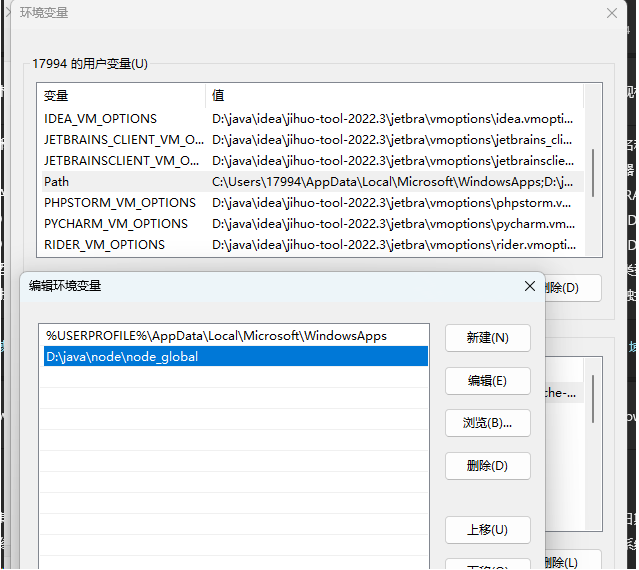 环境变量
17994 的用户变量(U)
变量 值
IDEA_VM_OPTIONS D:\java\idea\jihuo-tool-2022.3\jetbra\vmoptions\idea.vmopti...
JETBRAINS_CLIENT_VM_O... D:\java\idea\jihuo-tool-2022.3\jetbra\vmoptions\jetbrains_cli...
JETBRAINSCLIENT_VM_O... D:\java\idea\jihuo-tool-2022.3\jetbra\vmoptions\jetbrainsclie...
Path C:\Users\17994\AppData\Local\Microsoft\WindowsApps;D:\j...
PHPSTORM_VM_OPTIONS D:\java\idea\jihuo-tool-2022.3\jetbra\vmoptions\phpstorm.v...
PYCHARM_VM_OPTIONS D:\java\idea\jihuo-tool-2022.3\jetbra\vmoptions\pycharm.vm...
RIDER_VM_OPTIONS D:\java\idea\jihuo-tool-2022.3\jetbra\vmoptions\rider.vmopti...
删除(D)
编辑环境变量
%USERPROFILE%\AppData\Local\Microsoft\WindowsApps
D:\java\node\node_global
新建(N)
编辑(E)
浏览(B)...
删除(D)
上移(U)
che-...
删除(L)